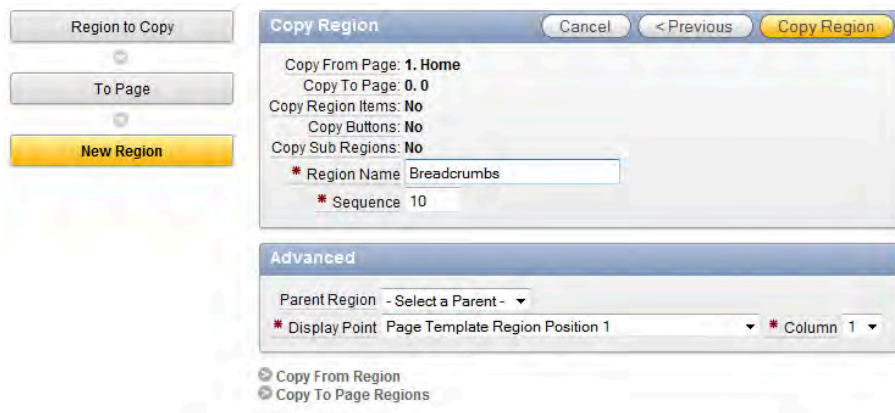 Region to Copy
To Page
New Region
Copy Region
Cancel
< Previous
Copy Region
Copy From Page: 1. Home
Copy To Page: 0. 0
Copy Region Items: No
Copy Buttons: No
Copy Sub Regions: No
* Region Name Breadcrumbs
* Sequence 10
Advanced
Parent Region - Select a Parent -
* Display Point Page Template Region Position 1 * Column 1
Copy From Region
Copy To Page Regions